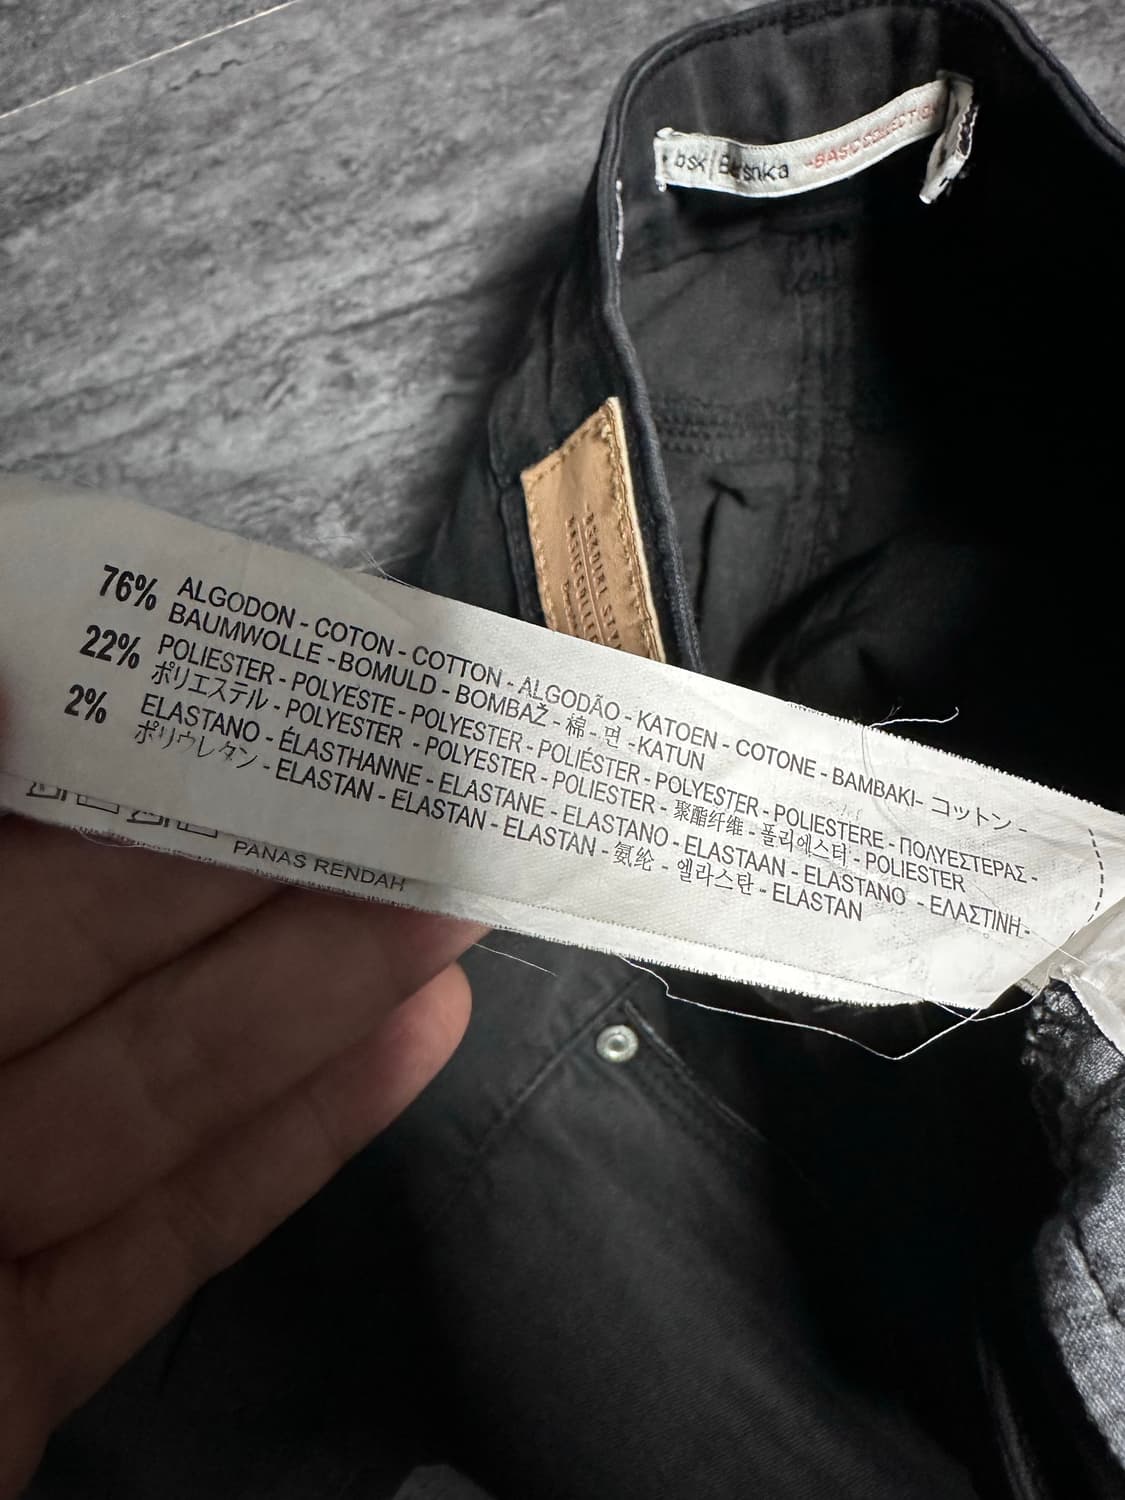 bsk Bershka -BASIC COLLECTION
76% ALGODON - COTON - COTTON - ALGODÃO - KATOEN - COTONE - BAMBAKI- コットン -
BAUMWOLLE -BOMULD - BOMBAŽ - 棉 - 면 -KATUN
22% POLIESTER - POLYESTE - POLYESTER - POLIÉSTER - POLYESTER - POLIESTERE - ΠΟΛΥΕΣΤΕΡΑΣ -
ポリエステル - POLYESTER - POLYESTER - POLIESTER - 聚酯纤维 - 폴리에스터 - POLIESTER
2% ELASTANO - ÉLASTHANNE - ELASTANE - ELASTANO - ELASTAAN - ELASTANO - ΕΛΑΣΤΙΝΗ-
ポリウレタン - ELASTAN - ELASTAN - ELASTAN - 氨纶 - 엘라스탄 - ELASTAN
PANAS RENDAH